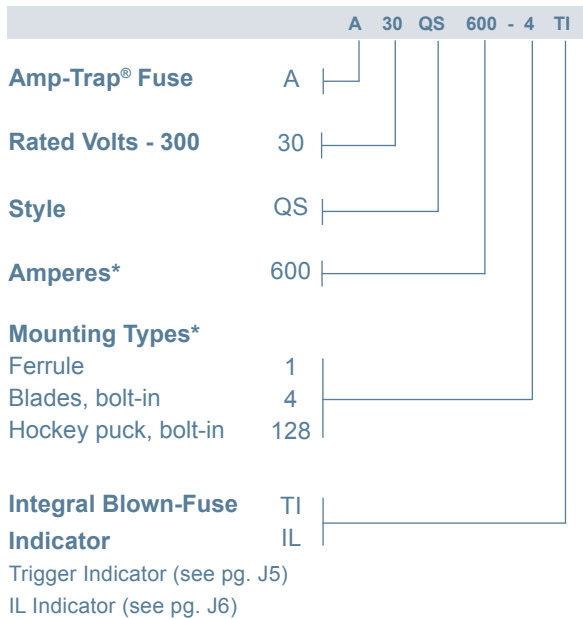 A 30 QS 600 - 4 TI
Amp-Trap® Fuse A
Rated Volts - 300 30
Style QS
Amperes* 600
Mounting Types*
Ferrule 1
Blades, bolt-in 4
Hockey puck, bolt-in 128
Integral Blown-Fuse TI
Indicator IL
Trigger Indicator (see pg. J5)
IL Indicator (see pg. J6)